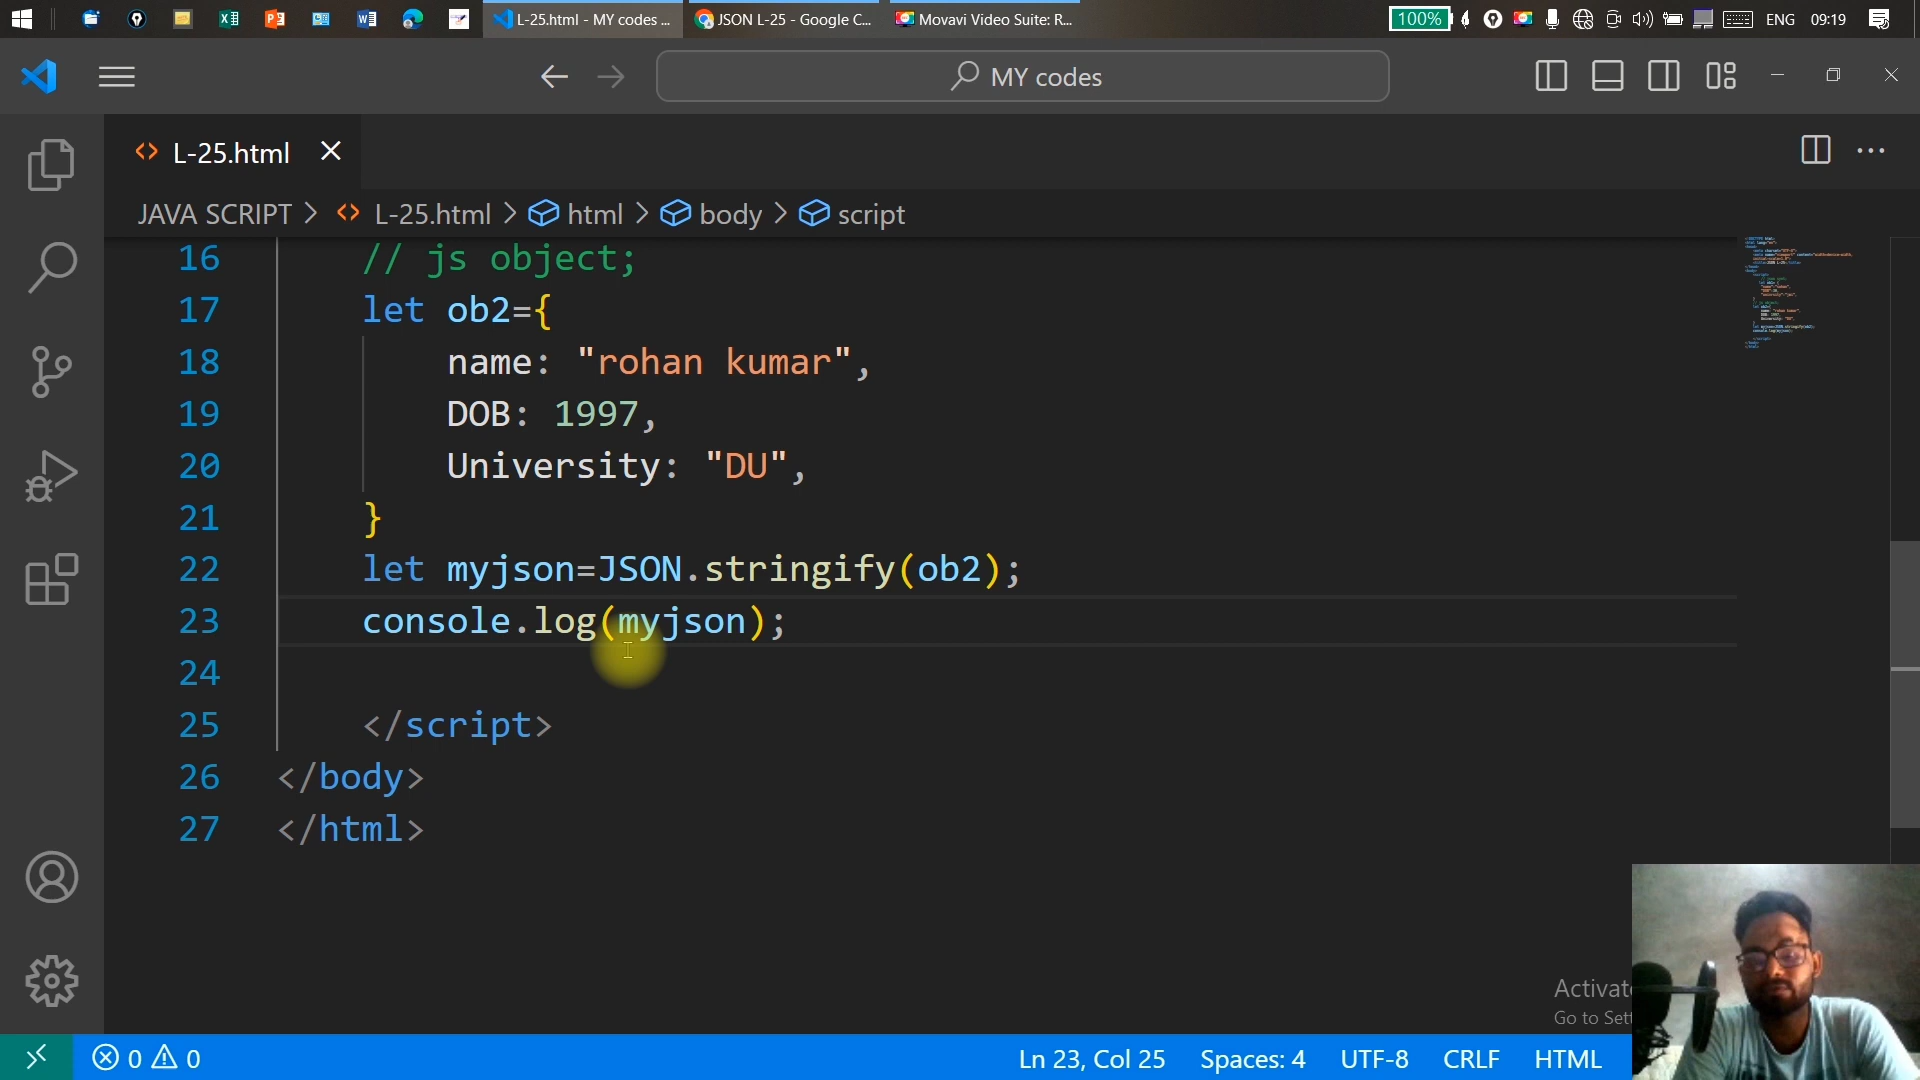 L-25.html - MY codes ...
JSON L-25 - Google C...
Movavi Video Suite: R...
100%
ENG
09:19
MY codes
L-25.html
JAVA SCRIPT > L-25.html > html > body > script
16 // js object;
17 let ob2={
18 name: "rohan kumar",
19 DOB: 1997,
20 University: "DU",
21 }
22 let myjson=JSON.stringify(ob2);
23 console.log(myjson);
24
25 </script>
26 </body>
27 </html>
Activat
Go to Set
0 0
Ln 23, Col 25 Spaces: 4 UTF-8 CRLF HTML